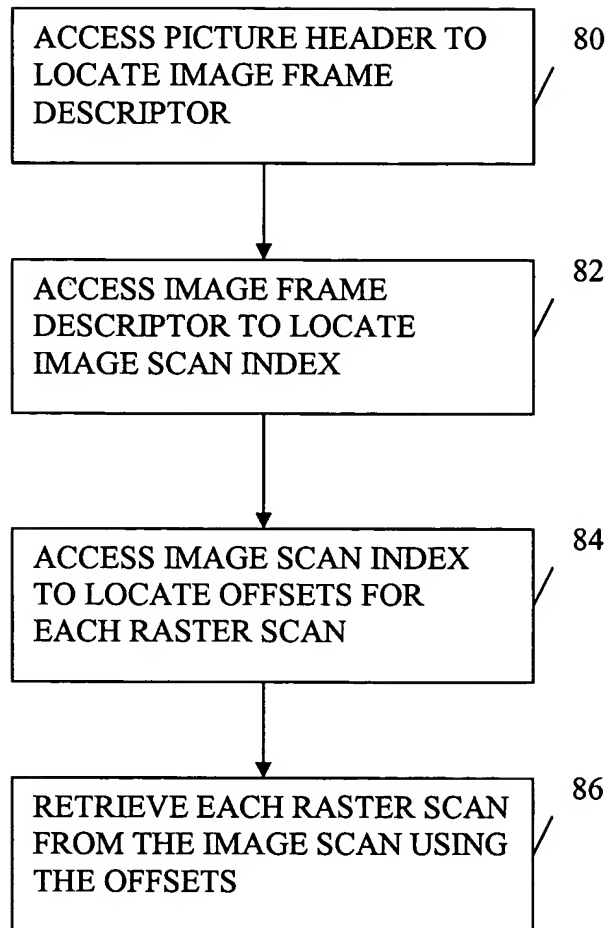 ACCESS PICTURE HEADER TO
LOCATE IMAGE FRAME
DESCRIPTOR
80
ACCESS IMAGE FRAME
DESCRIPTOR TO LOCATE
IMAGE SCAN INDEX
82
ACCESS IMAGE SCAN INDEX
TO LOCATE OFFSETS FOR
EACH RASTER SCAN
84
RETRIEVE EACH RASTER SCAN
FROM THE IMAGE SCAN USING
THE OFFSETS
86